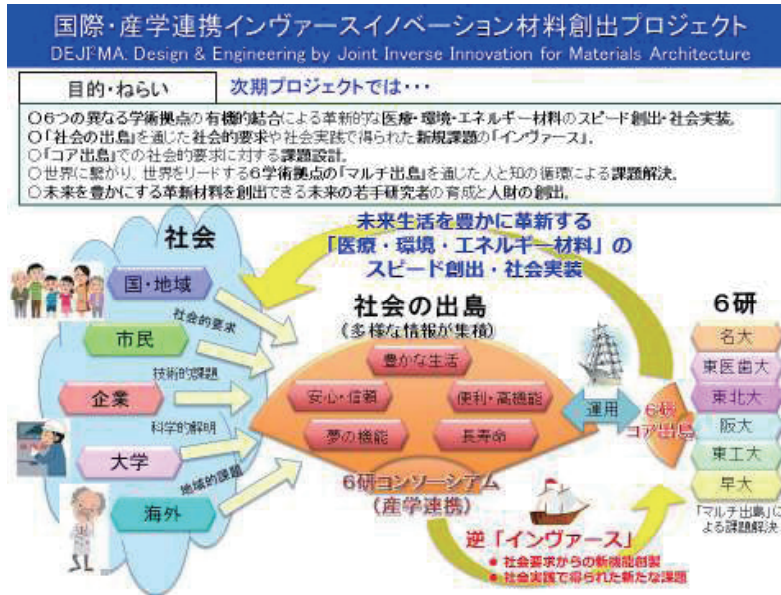 国際・産学連携インヴァースイノベーション材料創出プロジェクト
DEJI²MA: Design & Engineering by Joint Inverse Innovation for Materials Architecture
目的・ねらい
次期プロジェクトでは・・・
○6つの異なる学術拠点の有機的結合による革新的な医療・環境・エネルギー材料のスピード創出・社会実装。
○「社会の出島」を通じた社会的要求や社会実践で得られた新規課題の「インヴァース」。
○「コア出島」での社会的要求に対する課題設計。
○世界に繋がり、世界をリードする6学術拠点の「マルチ出島」を通じた人と知の循環による課題解決。
○未来を豊かにする革新材料を創出できる未来の若手研究者の育成と人財の創出。
未来生活を豊かに革新する
「医療・環境・エネルギー材料」の
スピード創出・社会実装
社会
国・地域
市民
企業
大学
海外
社会的要求
技術的課題
科学的解明
地域的課題
社会の出島
(多様な情報が集積)
豊かな生活
安心・信頼
便利・高機能
夢の機能
長寿命
6研コンソーシアム
(産学連携)
運用
6研
コア出島
6研
名大
東医歯大
東北大
阪大
東工大
早大
「マルチ出島」に
よる課題解決
逆「インヴァース」
● 社会要求からの新機能創製
● 社会実践で得られた新たな課題